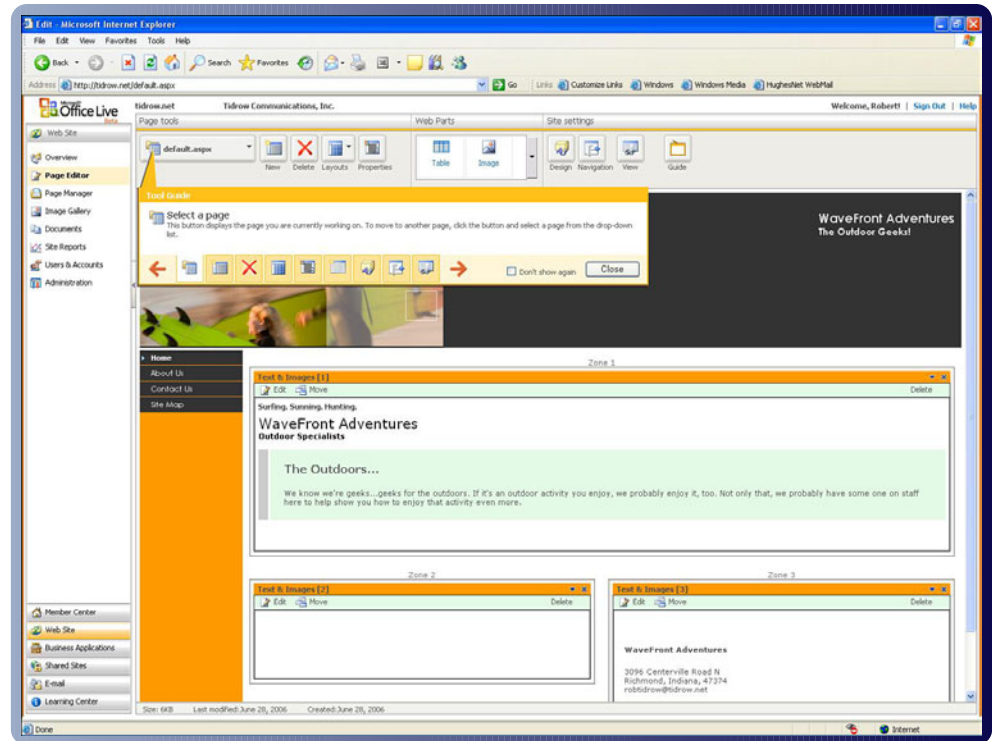 Edit - Microsoft Internet Explorer
File Edit View Favorites Tools Help
Back Search Favorites
Address http://tidrow.net/default.aspx Go Links Customize Links Windows Windows Media HughesNet WebMail
Microsoft
Office Live
Beta
tidrow.net Tidrow Communications, Inc. Welcome, Robert! | Sign Out | Help
Page tools Web Parts Site settings
Web Site
Overview
Page Editor
Page Manager
Image Gallery
Documents
Site Reports
Users & Accounts
Administration
default.aspx
New Delete Layouts Properties
Table Image
Design Navigation View Guide
Tool Guide
Select a page
This button displays the page you are currently working on. To move to another page, click the button and select a page from the drop-down
list.
Don't show again Close
WaveFront Adventures
The Outdoor Geeks!
Home
About Us
Contact Us
Site Map
Zone 1
Text & Images [1]
Edit Move Delete
Surfing. Sunning. Hunting.
WaveFront Adventures
Outdoor Specialists
The Outdoors...
We know we're geeks...geeks for the outdoors. If it's an outdoor activity you enjoy, we probably enjoy it, too. Not only that, we probably have some one on staff
here to help show you how to enjoy that activity even more.
Zone 2
Text & Images [2]
Edit Move Delete
Zone 3
Text & Images [3]
Edit Move Delete
WaveFront Adventures
3096 Centerville Road N
Richmond, Indiana, 47374
robtidrow@tidrow.net
Member Center
Web Site
Business Applications
Shared Sites
E-mail
Learning Center
Size: 6KB Last modified: June 28, 2006 Created: June 28, 2006
Done Internet